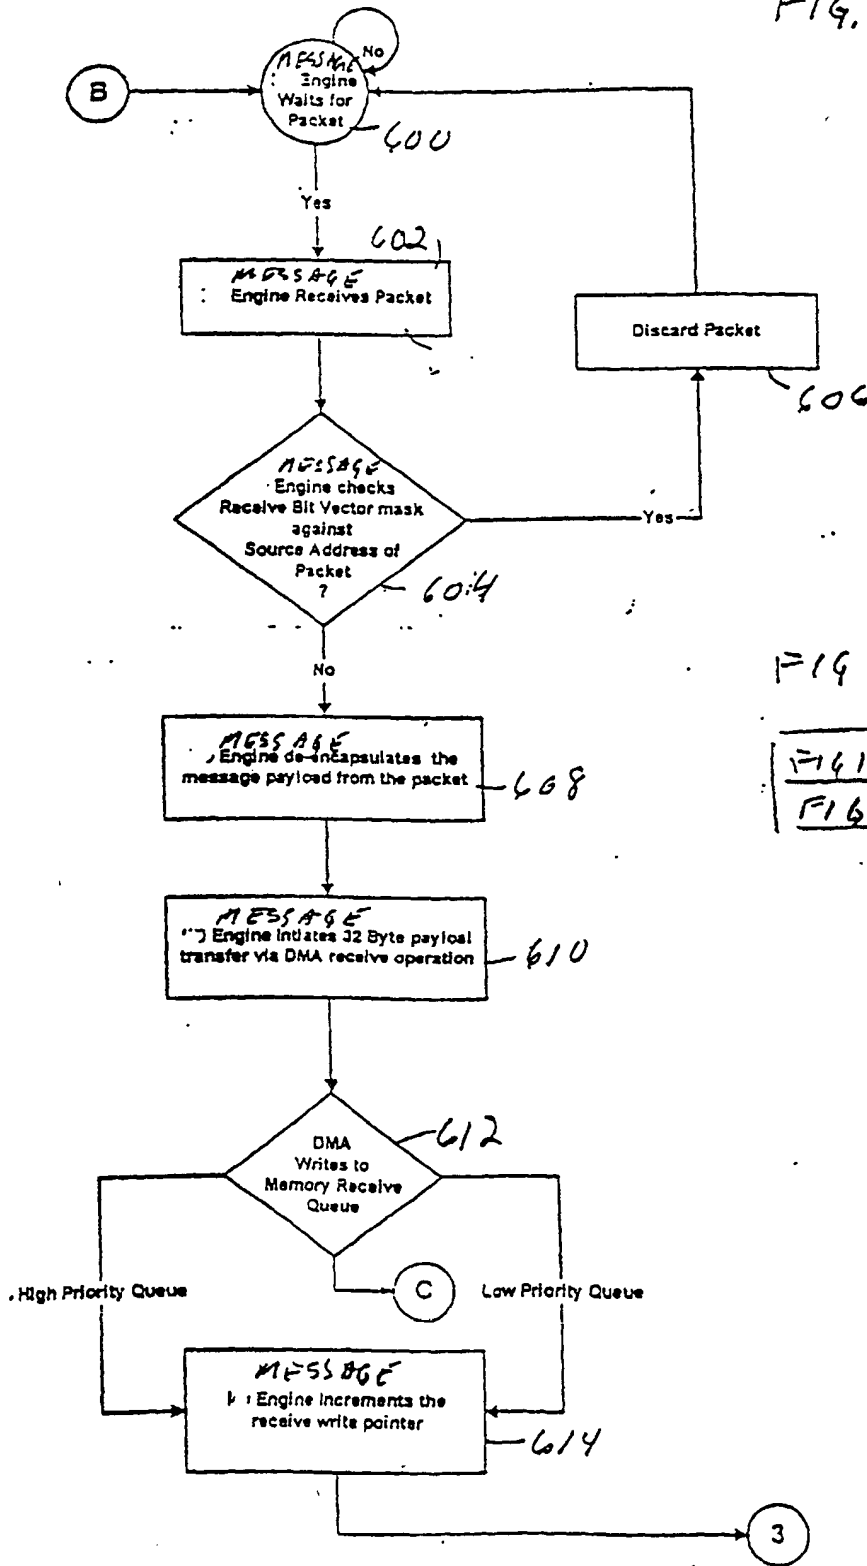 FIG.
No
MESSAGE
Engine
Waits for
Packet
B
600
Yes
602
MESSAGE
Engine Receives Packet
Discard Packet
606
MESSAGE
Engine checks
Receive Bit Vector mask
against
Source Address of
Packet
?
Yes
604
No
FIG
MESSAGE
Engine de-encapsulates the
message payload from the packet
608
FIG 1
FIG
MESSAGE
Engine Intiates 32 Byte payload
transfer via DMA receive operation
610
DMA
Writes to
Memory Receive
Queue
612
High Priority Queue
C
Low Priority Queue
MESSAGE
Engine Increments the
receive write pointer
614
3